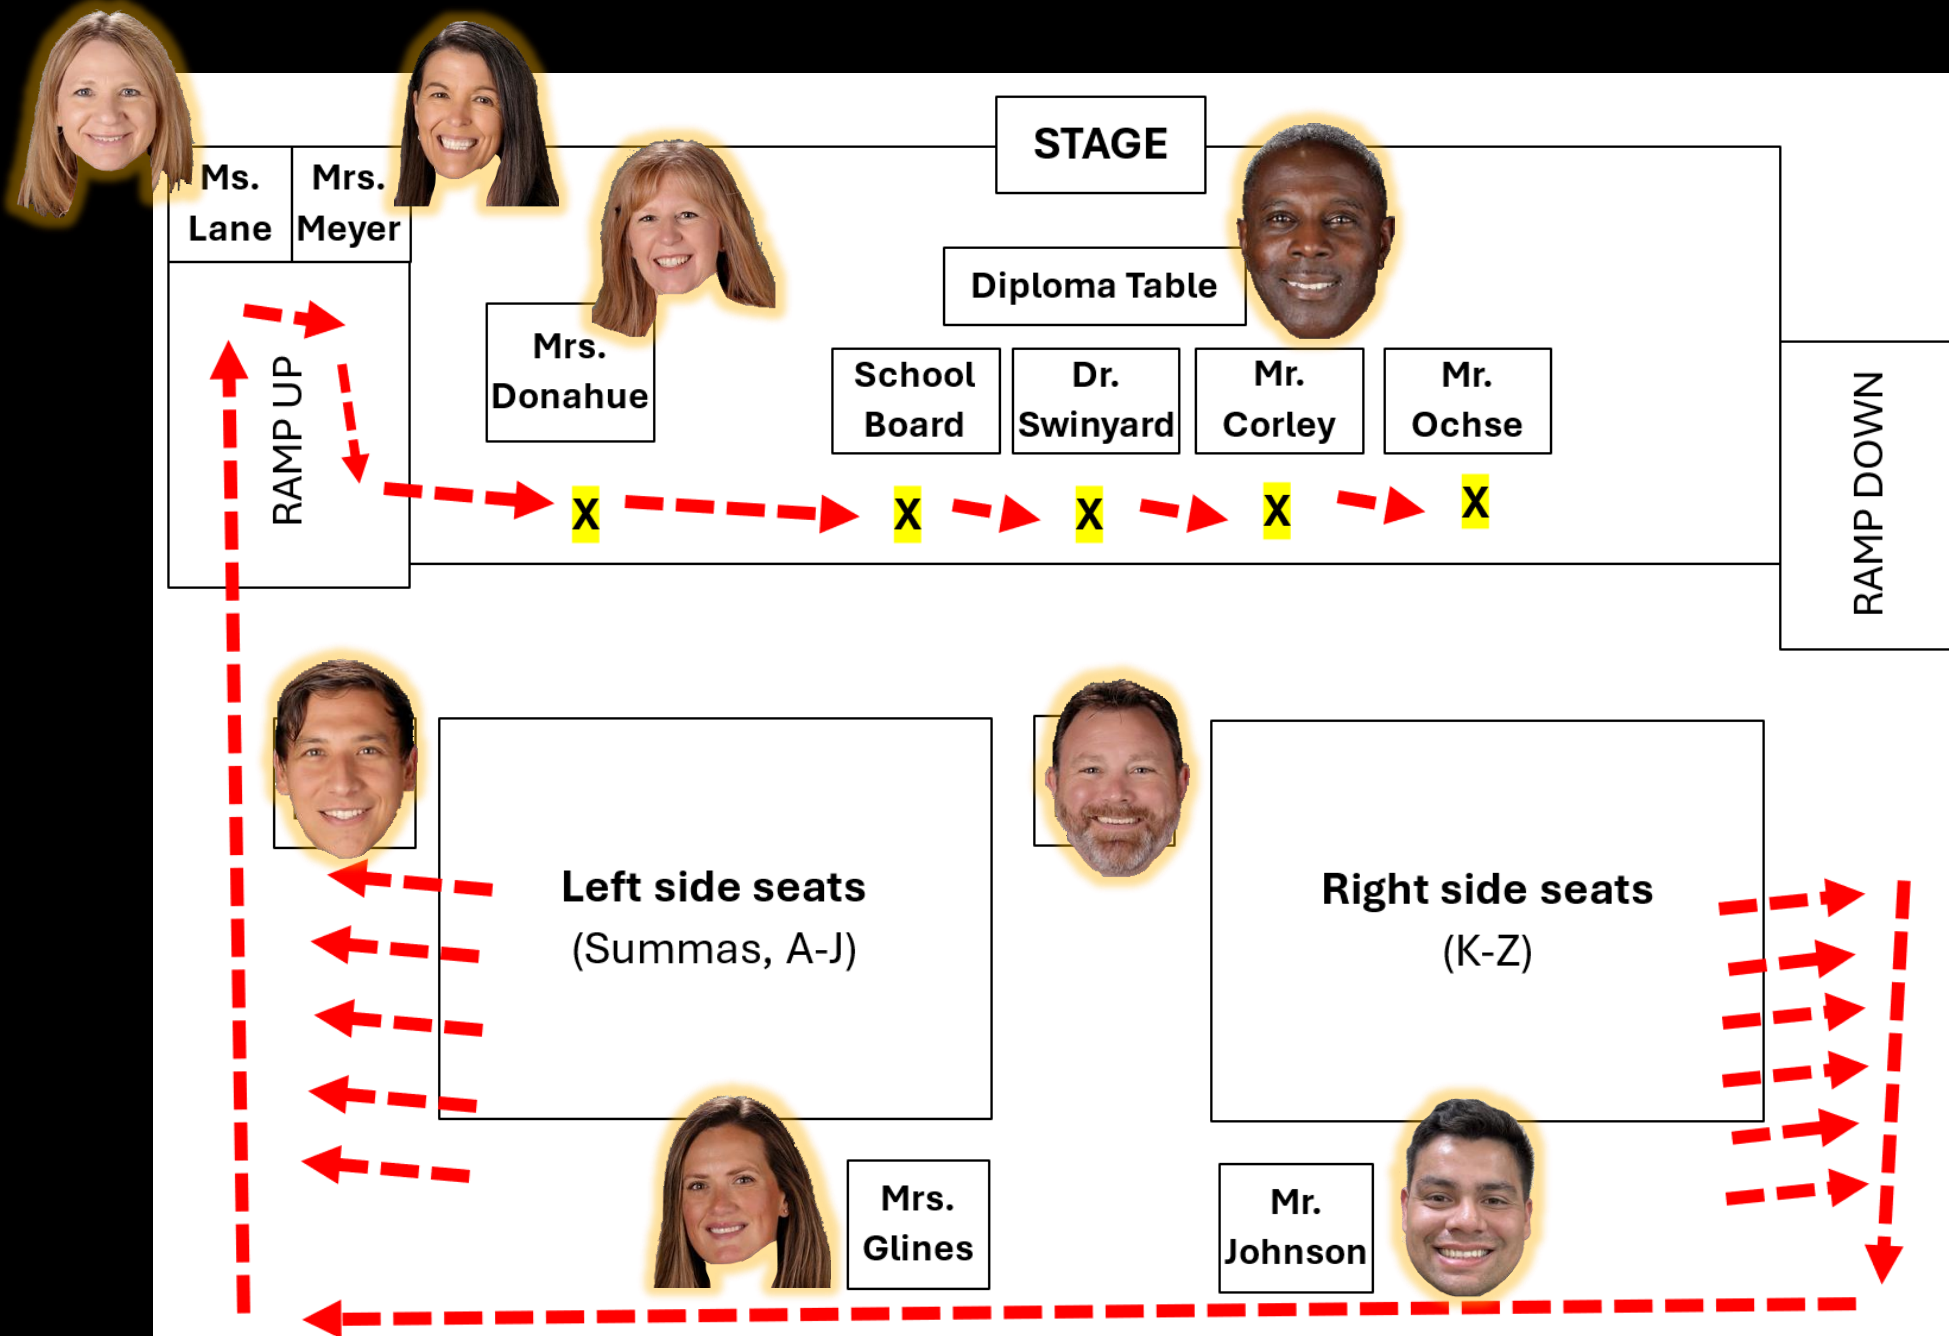 STAGE
Ms.
Lane
Mrs.
Meyer
Diploma Table
Mrs.
Donahue
School
Board
Dr.
Swinyard
Mr.
Corley
Mr.
Ochse
RAMP UP
RAMP DOWN
X
X
X
X
X
Left side seats
(Summas, A-J)
Right side seats
(K-Z)
Mrs.
Glines
Mr.
Johnson